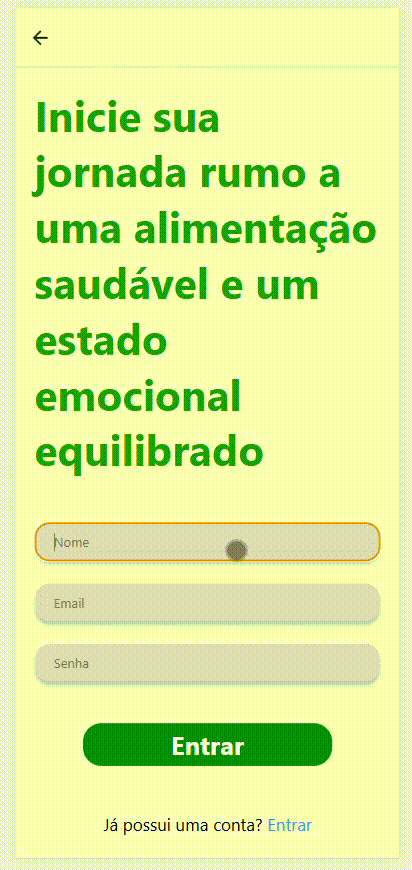 Inicie sua
jornada rumo a
uma alimentação
saudável e um
estado
emocional
equilibrado
Nome
Email
Senha
Entrar
Já possui uma conta? Entrar